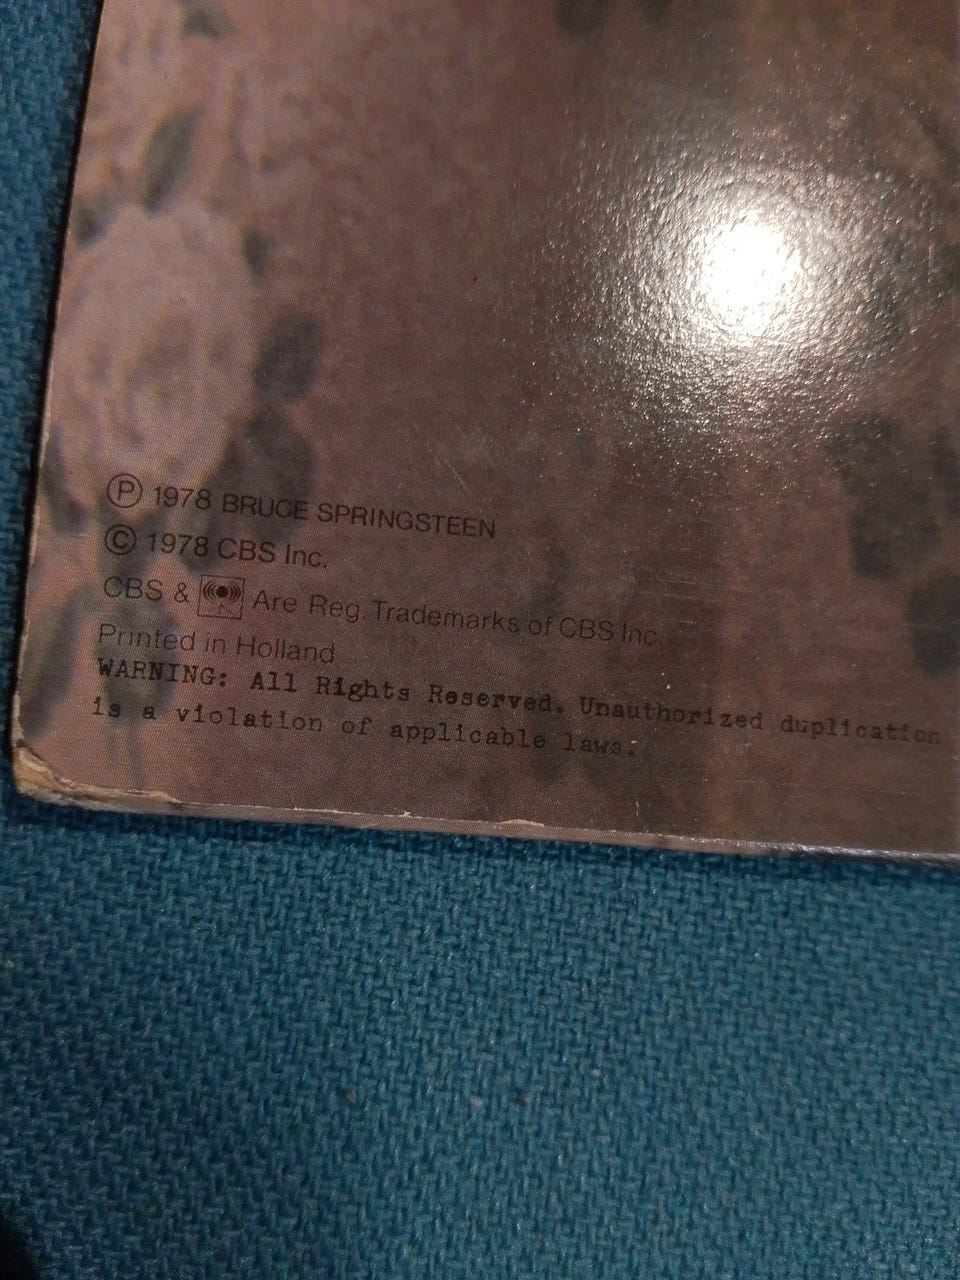 Ⓟ 1978 BRUCE SPRINGSTEEN
© 1978 CBS Inc.
CBS & Are Reg. Trademarks of CBS Inc.
Printed in Holland
WARNING: All Rights Reserved. Unauthorized duplication
is a violation of applicable laws.